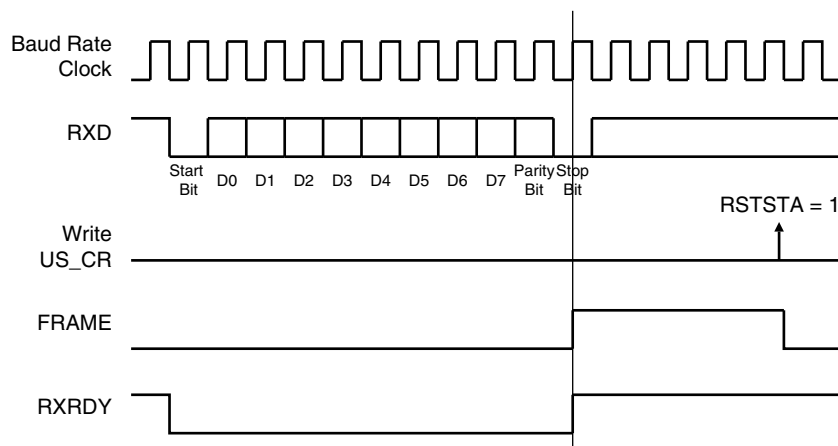 Baud Rate
Clock
RXD
Start
Bit
D0
D1
D2
D3
D4
D5
D6
D7
Parity
Bit
Stop
Bit
RSTSTA = 1
Write
US_CR
FRAME
RXRDY